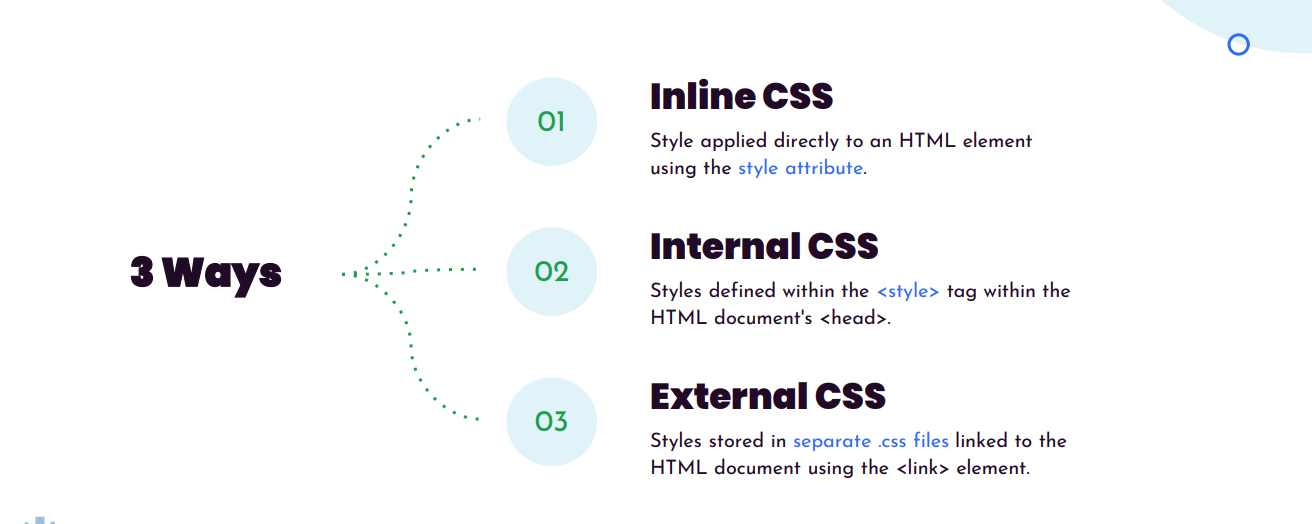 3 Ways
01
Inline CSS
Style applied directly to an HTML element
using the style attribute.
02
Internal CSS
Styles defined within the <style> tag within the
HTML document's <head>.
03
External CSS
Styles stored in separate .css files linked to the
HTML document using the <link> element.